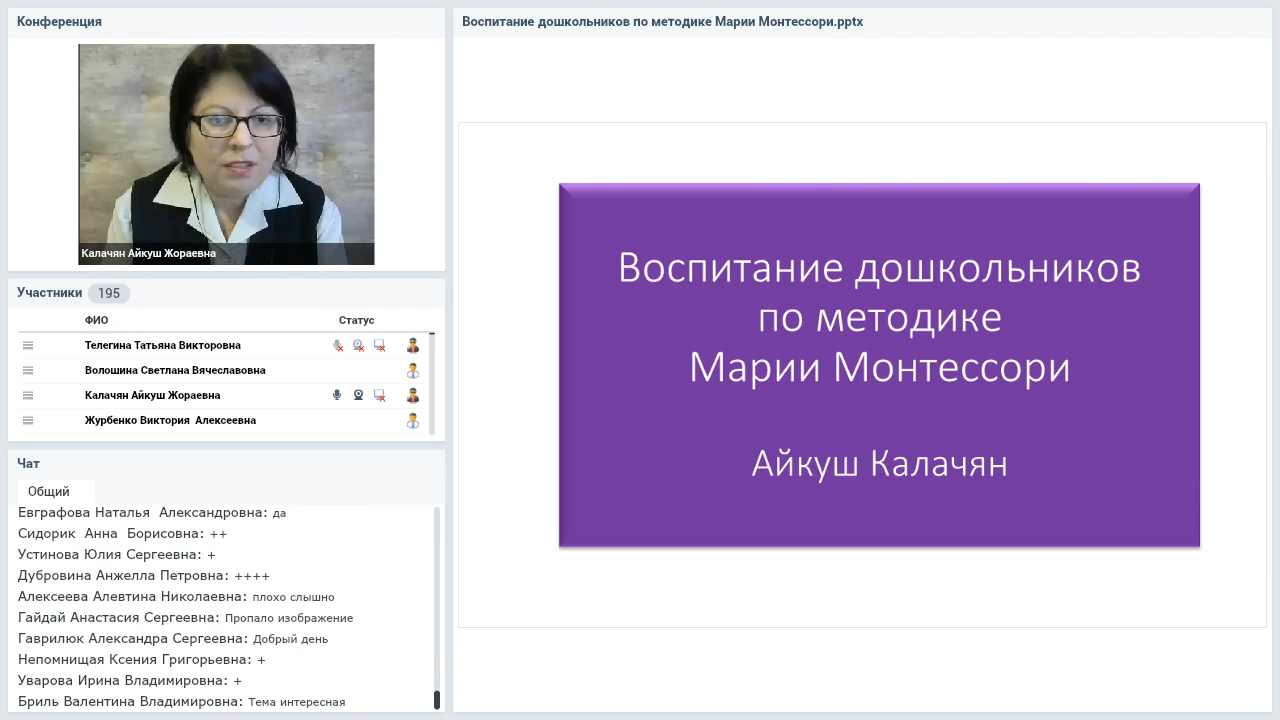 Конференция
Калачян Айкуш Жораевна
Участники 195
ФИО Статус
Телегина Татьяна Викторовна
Волошина Светлана Вячеславовна
Калачян Айкуш Жораевна
Журбенко Виктория Алексеевна
Чат
Общий
Евграфова Наталья Александровна: да
Сидорик Анна Борисовна: ++
Устинова Юлия Сергеевна: +
Дубровина Анжелла Петровна: ++++
Алексеева Алевтина Николаевна: плохо слышно
Гайдай Анастасия Сергеевна: Пропало изображение
Гаврилюк Александра Сергеевна: Добрый день
Непомнищая Ксения Григорьевна: +
Уварова Ирина Владимировна: +
Бриль Валентина Владимировна: Тема интересная
Воспитание дошкольников по методике Марии Монтессори.pptx
Воспитание дошкольников
по методике
Марии Монтессори
Айкуш Калачян